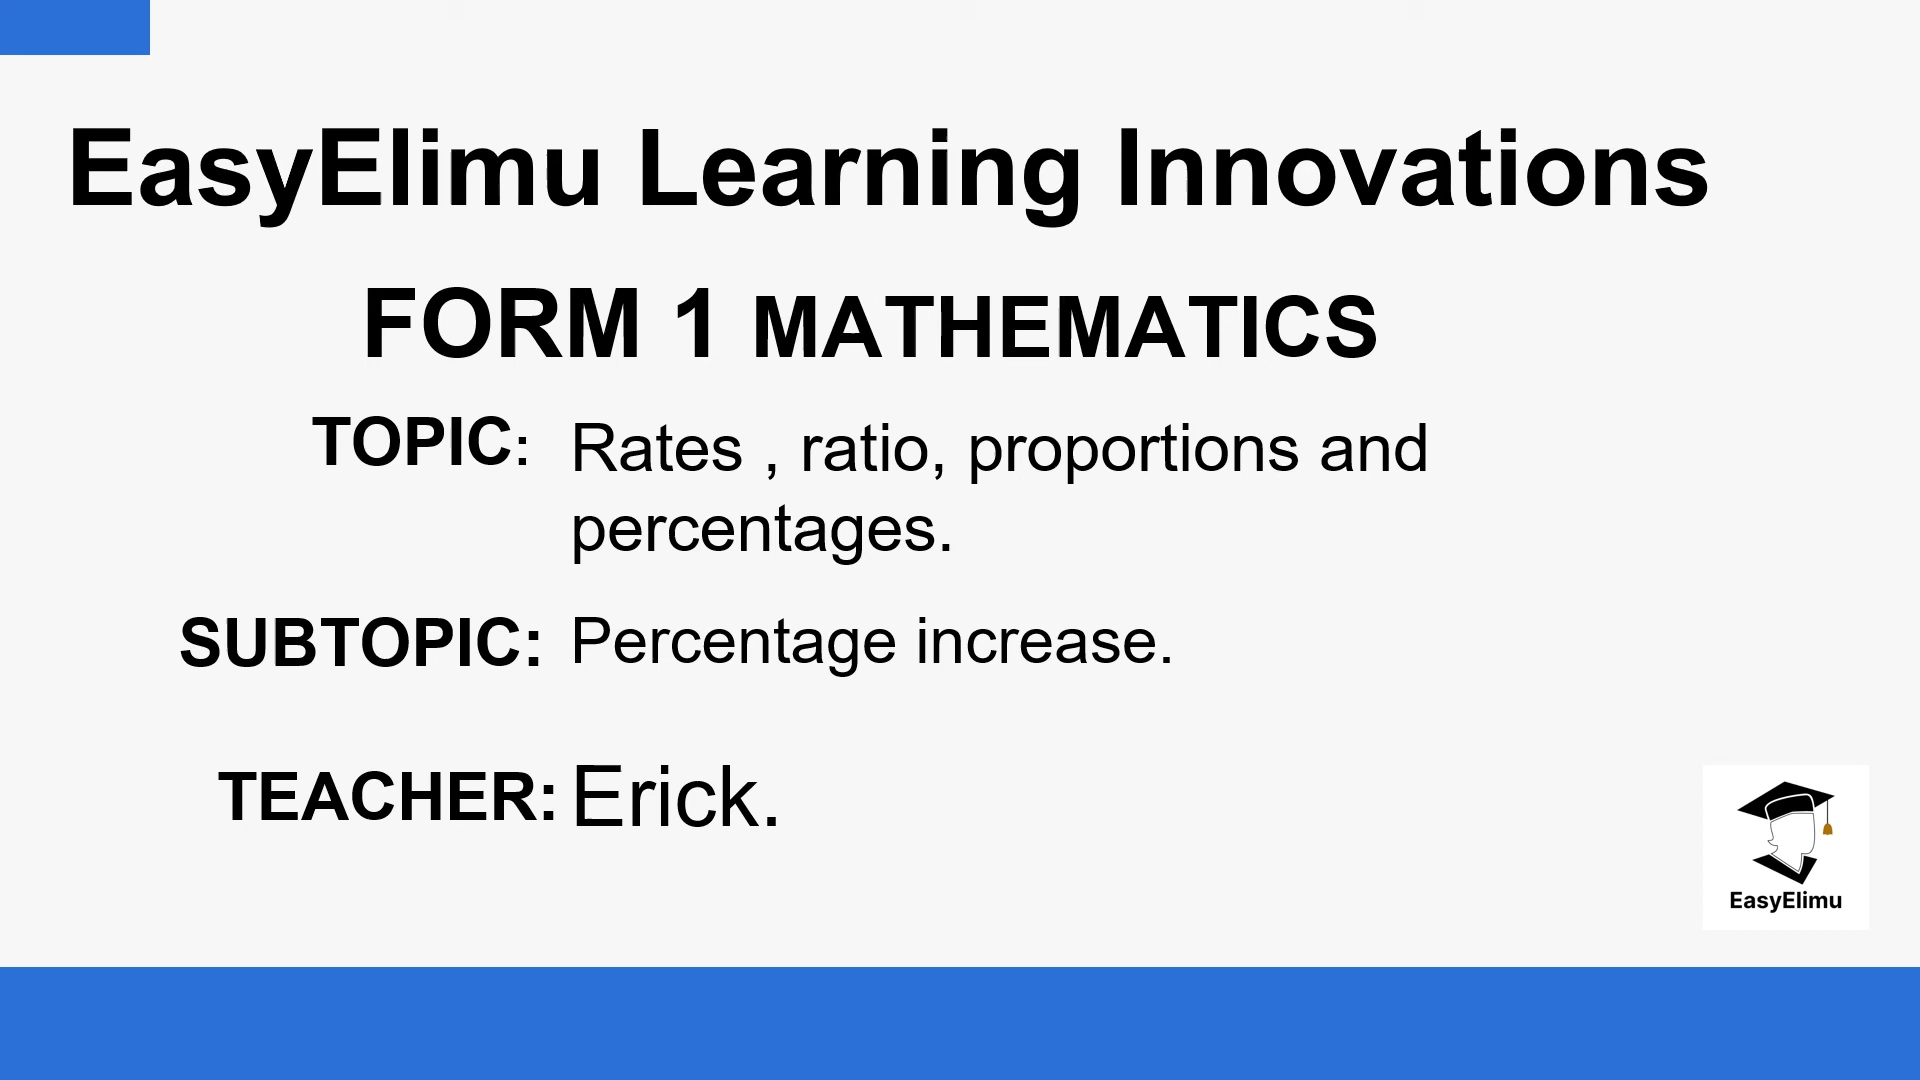 EasyElimu Learning Innovations
FORM 1 MATHEMATICS
TOPIC: Rates , ratio, proportions and
percentages.
SUBTOPIC: Percentage increase.
TEACHER: Erick.
EasyElimu